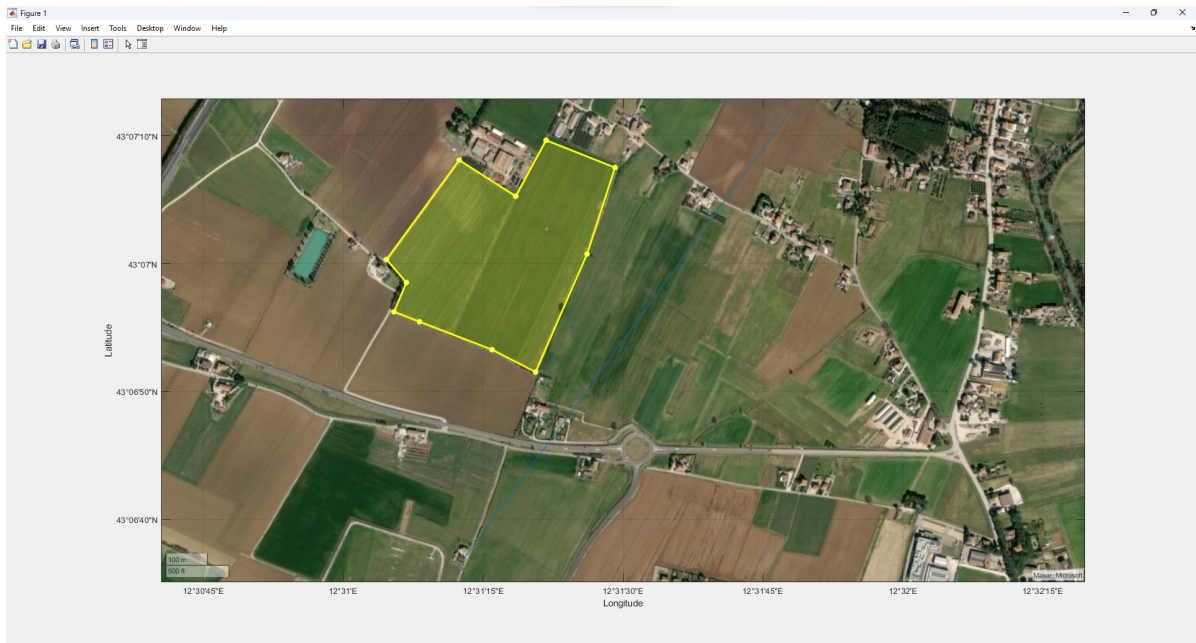 Figure 1
File Edit View Insert Tools Desktop Window Help
43°07'10"N
43°07'N
43°06'50"N
43°06'40"N
Latitude
100 m
500 ft
Maxar, Microsoft
12°30'45"E 12°31'E 12°31'15"E 12°31'30"E 12°31'45"E 12°32'E 12°32'15"E
Longitude